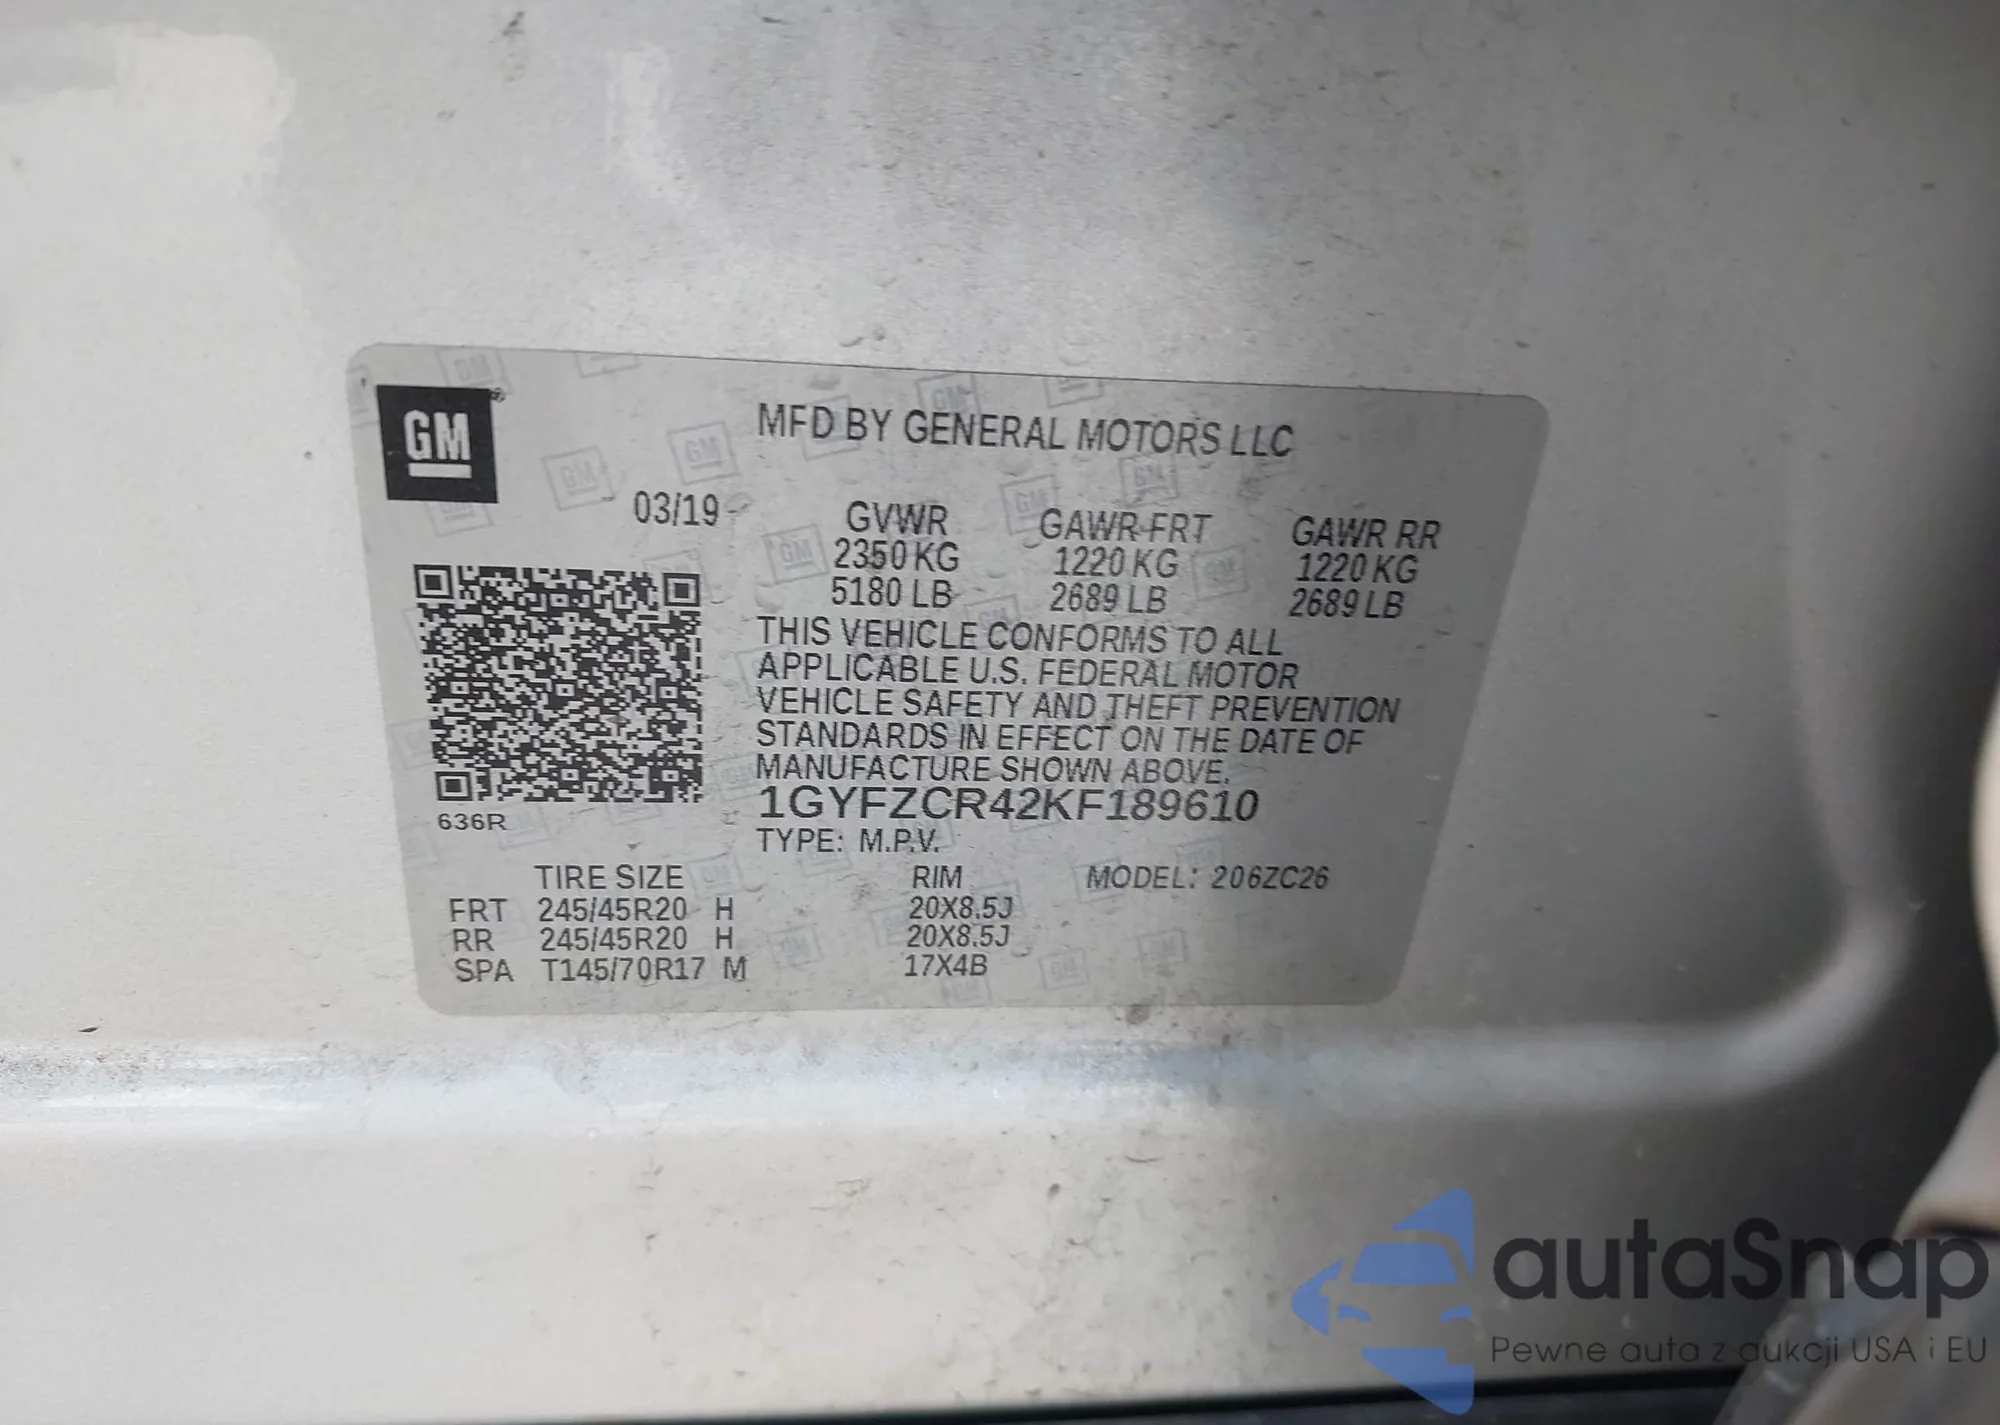 GM
MFD BY GENERAL MOTORS LLC
03/19
GVWR GAWR FRT GAWR RR
2350 KG 1220 KG 1220 KG
5180 LB 2689 LB 2689 LB
THIS VEHICLE CONFORMS TO ALL
APPLICABLE U.S. FEDERAL MOTOR
VEHICLE SAFETY AND THEFT PREVENTION
STANDARDS IN EFFECT ON THE DATE OF
MANUFACTURE SHOWN ABOVE.
1GYFZCR42KF189610
636R
TYPE: M.P.V.
TIRE SIZE RIM MODEL: 206ZC26
FRT 245/45R20 H 20X8.5J
RR 245/45R20 H 20X8.5J
SPA T145/70R17 M 17X4B
autaSnap
Pewne auta z aukcji USA i EU